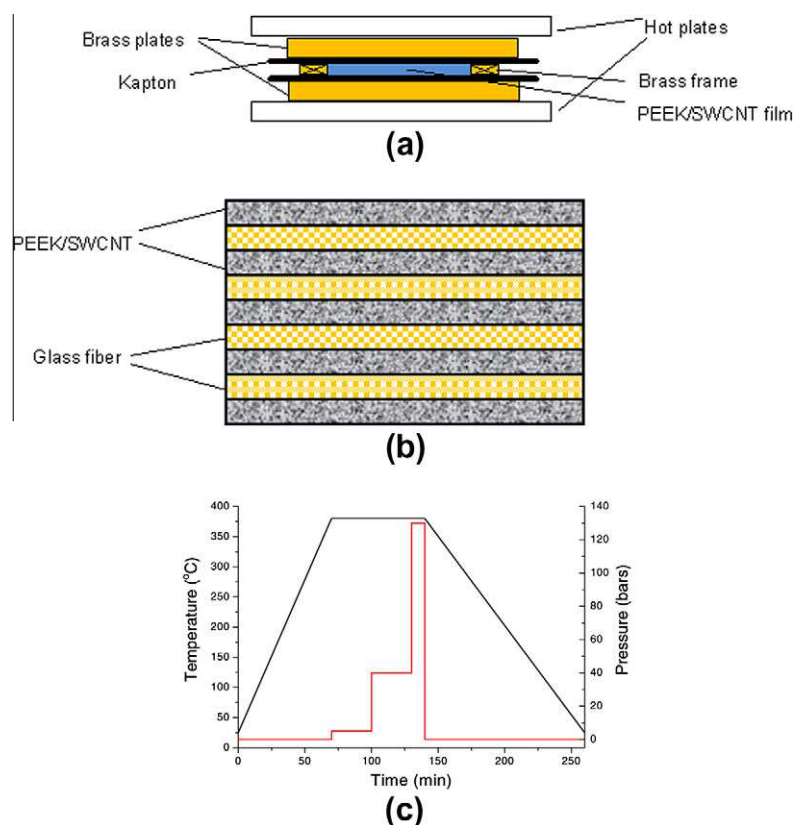 Brass plates
Kapton
Hot plates
Brass frame
PEEK/SWCNT film
(a)
PEEK/SWCNT
Glass fiber
(b)
Temperature (ºC)
400
350
300
250
200
150
100
50
0
140
120
100
80
60
40
20
0
Pressure (bars)
0 50 100 150 200 250
Time (min)
(c)